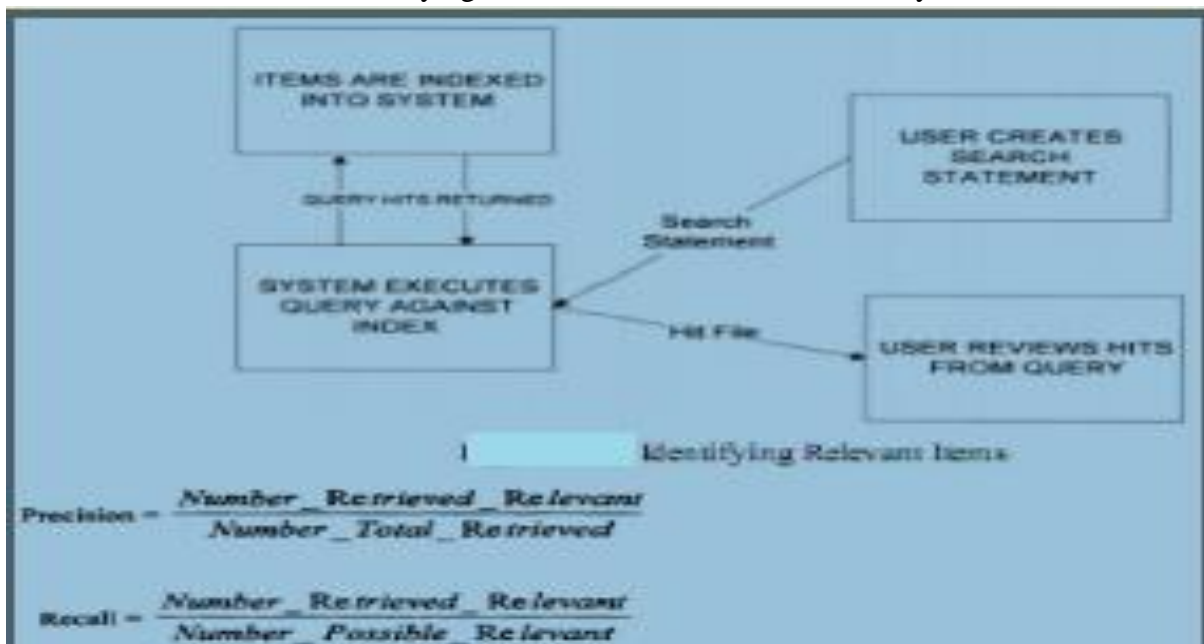 ITEMS ARE INDEXED
INTO SYSTEM
USER CREATES
SEARCH
STATEMENT
QUERY HITS RETURNED
Search
Statement
SYSTEM EXECUTES
QUERY AGAINST
INDEX
Hit File
USER REVIEWS HITS
FROM QUERY
Identifying Relevant Items
Precision = Number_Retrieved_Relevant
Number_Total_Retrieved
Recall = Number_Retrieved_Relevant
Number_Possible_Relevant